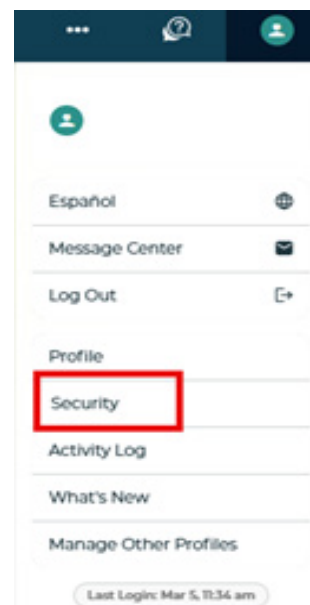 Español
Message Center
Log Out
Profile
Security
Activity Log
What's New
Manage Other Profiles
Last Login: Mar 5, 11:34 am